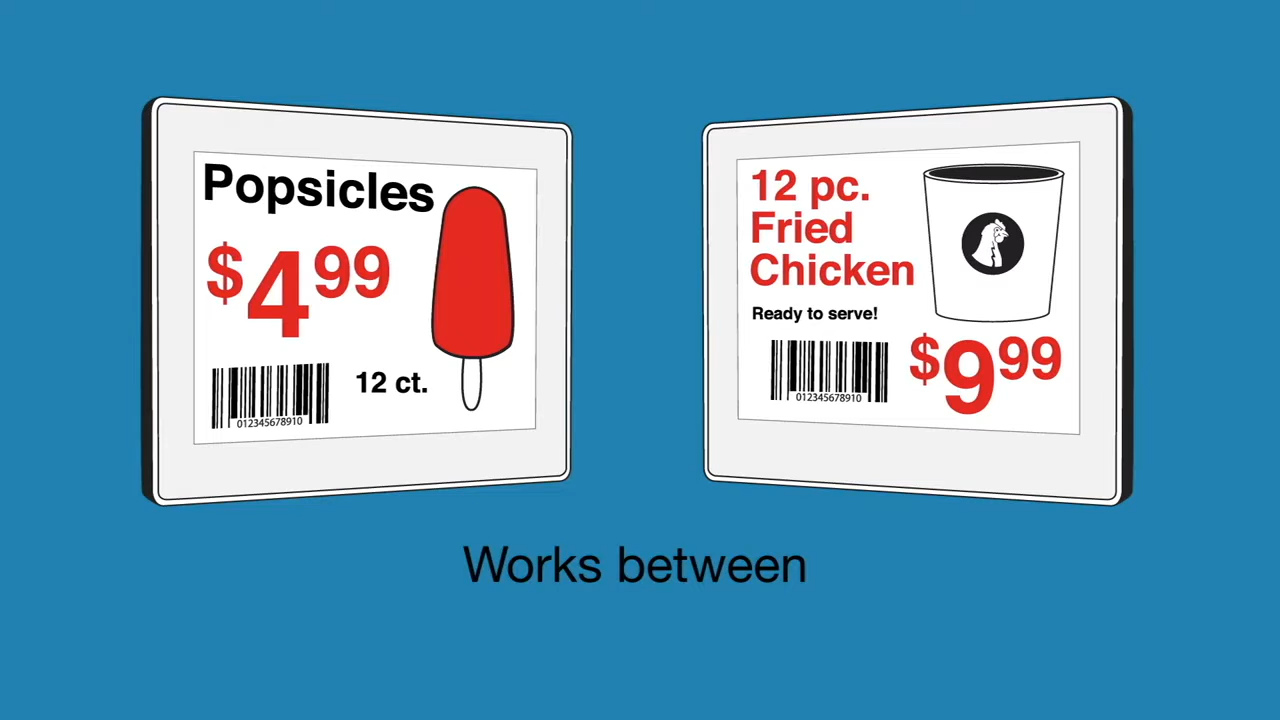 Popsicles
$4.99
12 ct.
012345678910
12 pc.
Fried
Chicken
Ready to serve!
012345678910
$9.99
Works between